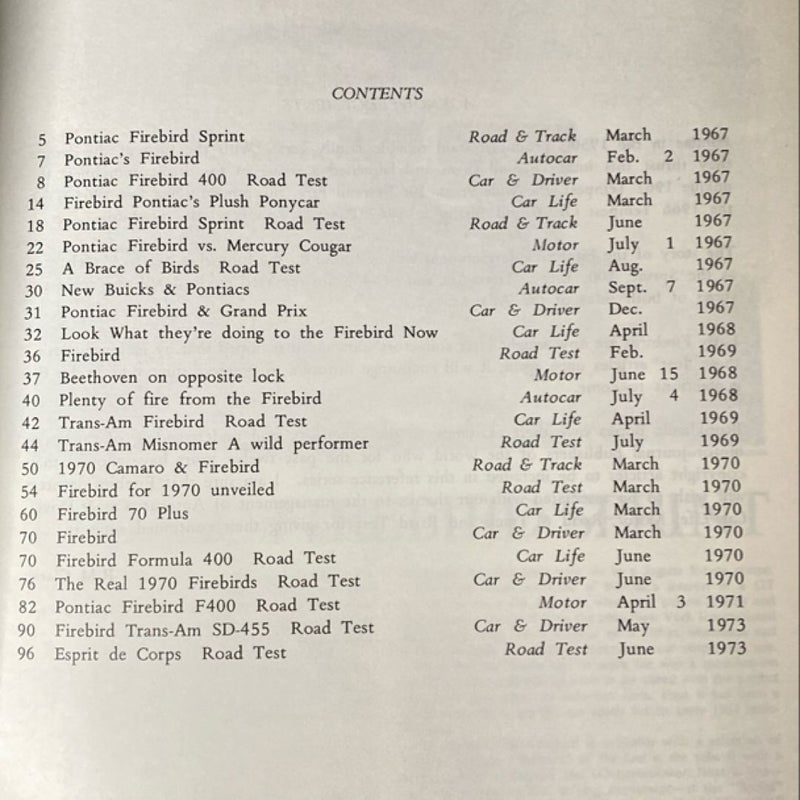 CONTENTS
5 Pontiac Firebird Sprint Road & Track March 1967
7 Pontiac's Firebird Autocar Feb. 2 1967
8 Pontiac Firebird 400 Road Test Car & Driver March 1967
14 Firebird Pontiac's Plush Ponycar Car Life March 1967
18 Pontiac Firebird Sprint Road Test Road & Track June 1967
22 Pontiac Firebird vs. Mercury Cougar Motor July 1 1967
25 A Brace of Birds Road Test Car Life Aug. 1967
30 New Buicks & Pontiacs Autocar Sept. 7 1967
31 Pontiac Firebird & Grand Prix Car & Driver Dec. 1967
32 Look What they're doing to the Firebird Now Car Life April 1968
36 Firebird Road Test Feb. 1969
37 Beethoven on opposite lock Motor June 15 1968
40 Plenty of fire from the Firebird Autocar July 4 1968
42 Trans-Am Firebird Road Test Car Life April 1969
44 Trans-Am Misnomer A wild performer Road Test July 1969
50 1970 Camaro & Firebird Road & Track March 1970
54 Firebird for 1970 unveiled Road Test March 1970
60 Firebird 70 Plus Car Life March 1970
70 Firebird Car & Driver March 1970
70 Firebird Formula 400 Road Test Car Life June 1970
76 The Real 1970 Firebirds Road Test Car & Driver June 1970
82 Pontiac Firebird F400 Road Test Motor April 3 1971
90 Firebird Trans-Am SD-455 Road Test Car & Driver May 1973
96 Esprit de Corps Road Test Road Test June 1973